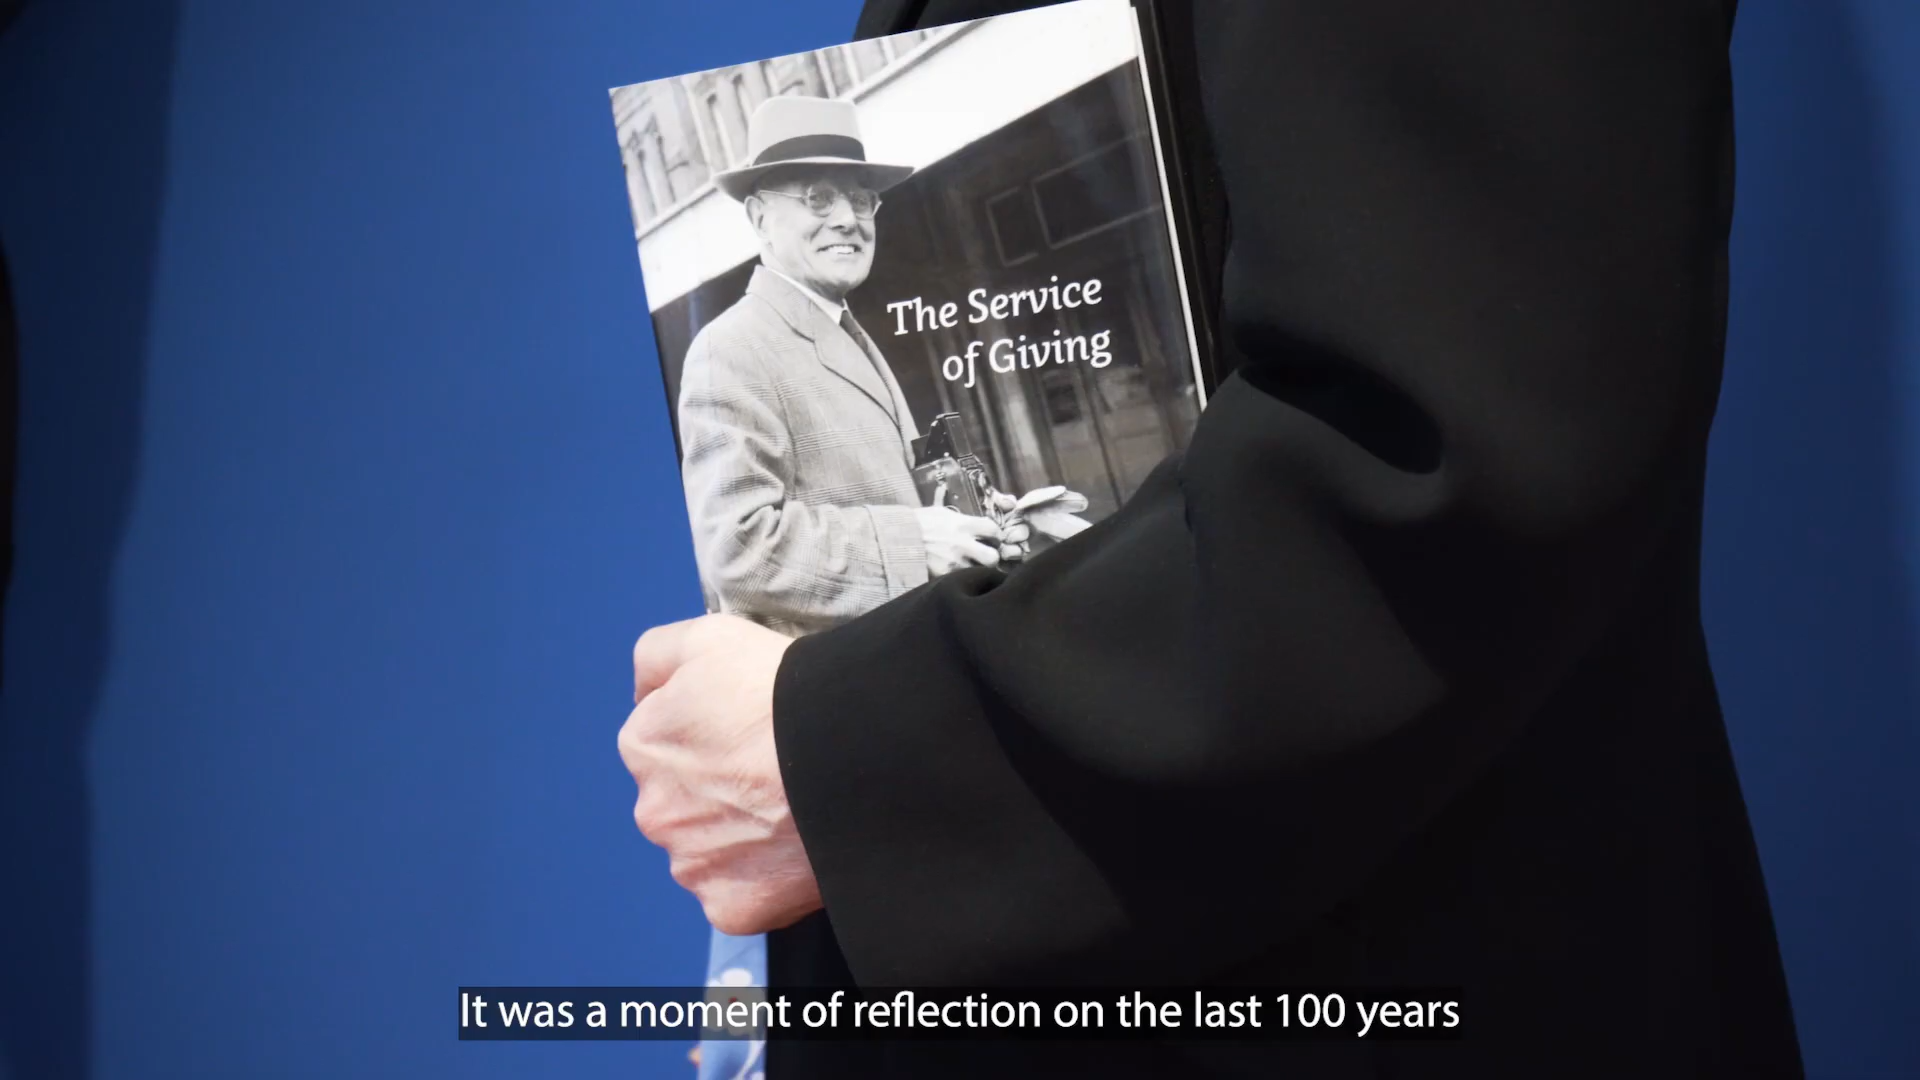 The Service
of Giving
It was a moment of reflection on the last 100 years